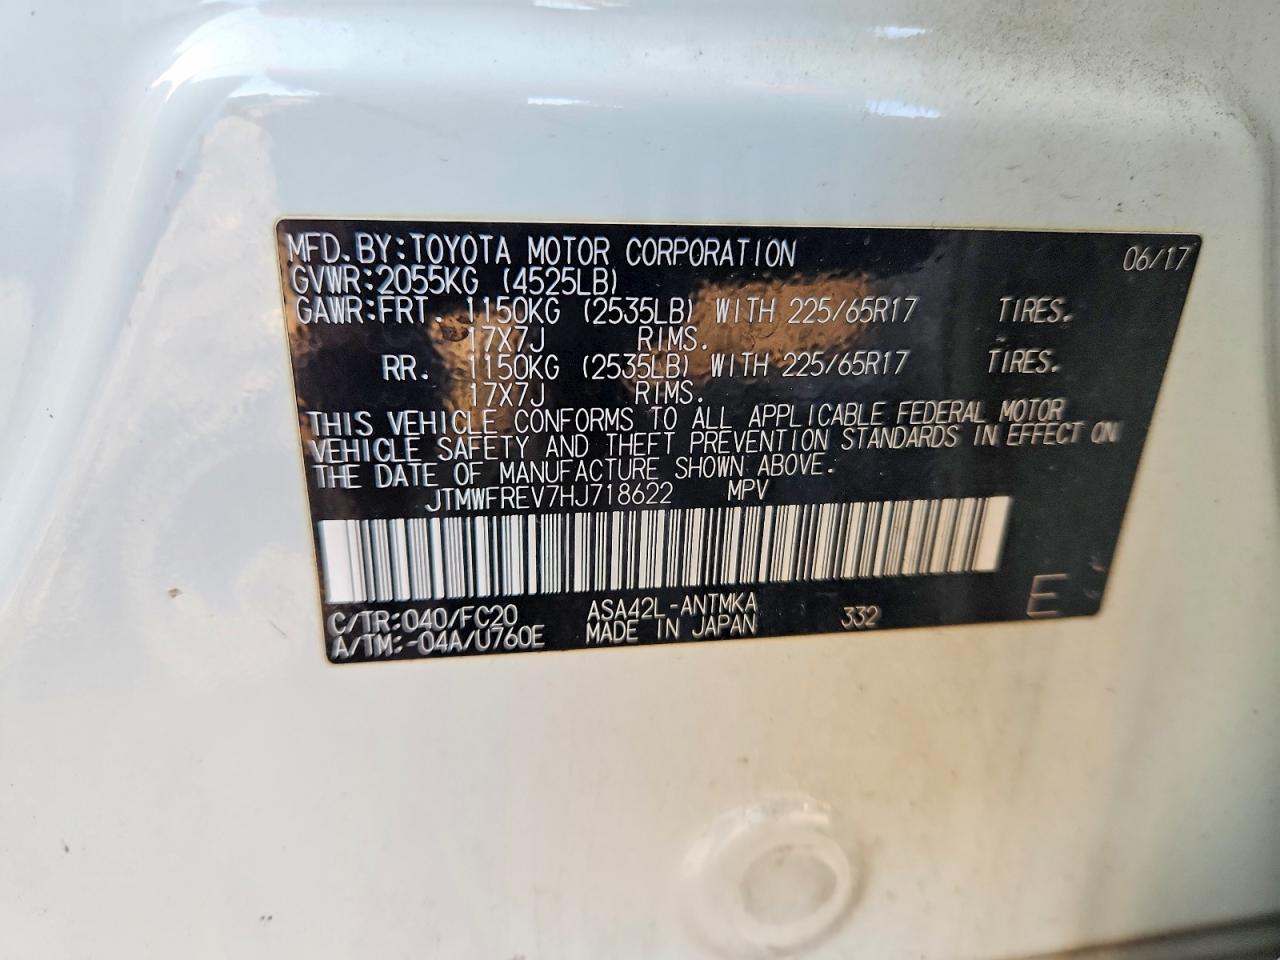 MFD.BY:TOYOTA MOTOR CORPORATION 06/17
GVWR:2055KG (4525LB)
GAWR:FRT. 1150KG (2535LB) WITH 225/65R17 TIRES.
17X7J RIMS.
RR. 1150KG (2535LB) WITH 225/65R17 TIRES.
17X7J RIMS.
THIS VEHICLE CONFORMS TO ALL APPLICABLE FEDERAL MOTOR
VEHICLE SAFETY AND THEFT PREVENTION STANDARDS IN EFFECT ON
THE DATE OF MANUFACTURE SHOWN ABOVE.
JTMWFREV7HJ718622 MPV
C/TR:040/FC20 ASA42L-ANTMKA 332 E
A/TM:-04A/U760E MADE IN JAPAN